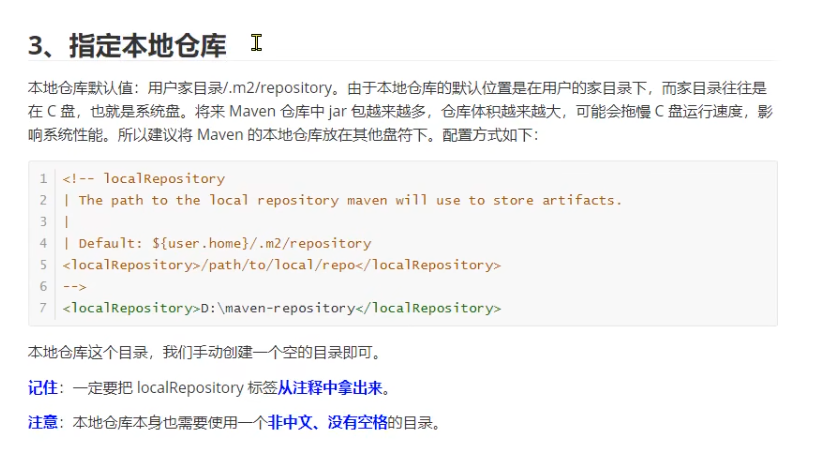 3、指定本地仓库
本地仓库默认值：用户家目录/.m2/repository。由于本地仓库的默认位置是在用户的家目录下，而家目录往往是
在 C 盘，也就是系统盘。将来 Maven 仓库中 jar 包越来越多，仓库体积越来越大，可能会拖慢 C 盘运行速度，影
响系统性能。所以建议将 Maven 的本地仓库放在其他盘符下。配置方式如下：
1 <!-- localRepository
2 | The path to the local repository maven will use to store artifacts.
3 |
4 | Default: ${user.home}/.m2/repository
5 <localRepository>/path/to/local/repo</localRepository>
6 -->
7 <localRepository>D:\maven-repository</localRepository>
本地仓库这个目录，我们手动创建一个空的目录即可。
记住：一定要把 localRepository 标签从注释中拿出来。
注意：本地仓库本身也需要使用一个非中文、没有空格的目录。